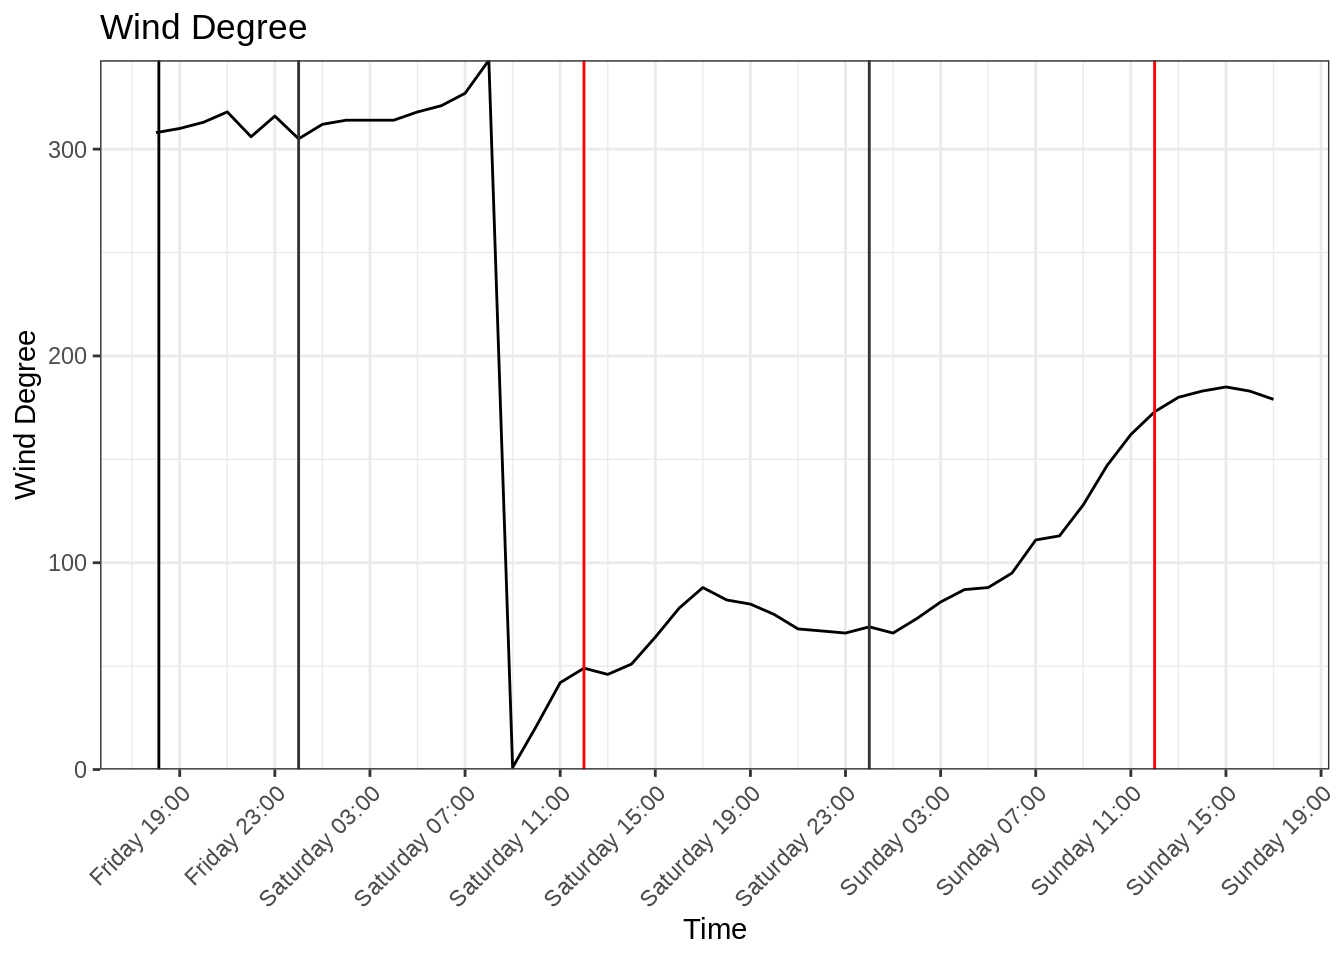 Wind Degree
Wind Degree
300
200
100
0
Friday 19:00
Friday 23:00
Saturday 03:00
Saturday 07:00
Saturday 11:00
Saturday 15:00
Saturday 19:00
Saturday 23:00
Sunday 03:00
Sunday 07:00
Sunday 11:00
Sunday 15:00
Sunday 19:00
Time